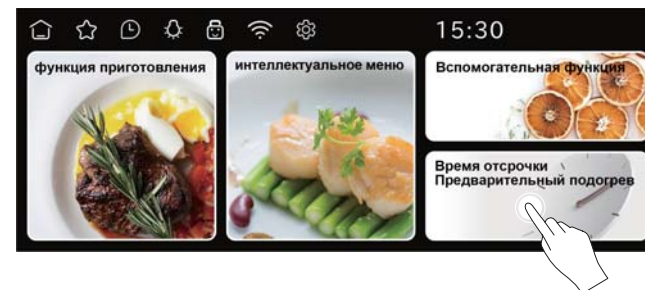 15:30
функция приготовления
интеллектуальное меню
Вспомогательная функция
Время отсрочки
Предварительный подогрев